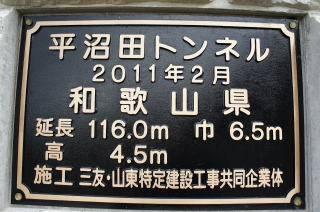 平沼田トンネル
2011年2月
和歌山県
延長 116.0m 巾 6.5m
高 4.5m
施工 三友・山東特定建設工事共同企業体